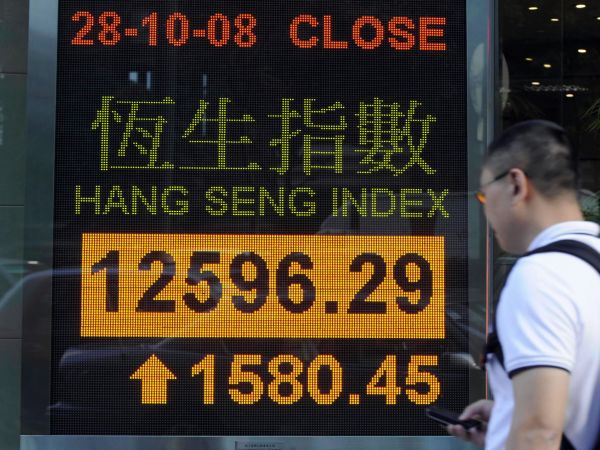 28-10-08 CLOSE
恆生指數
HANG SENG INDEX
12596.29
↑1580.45